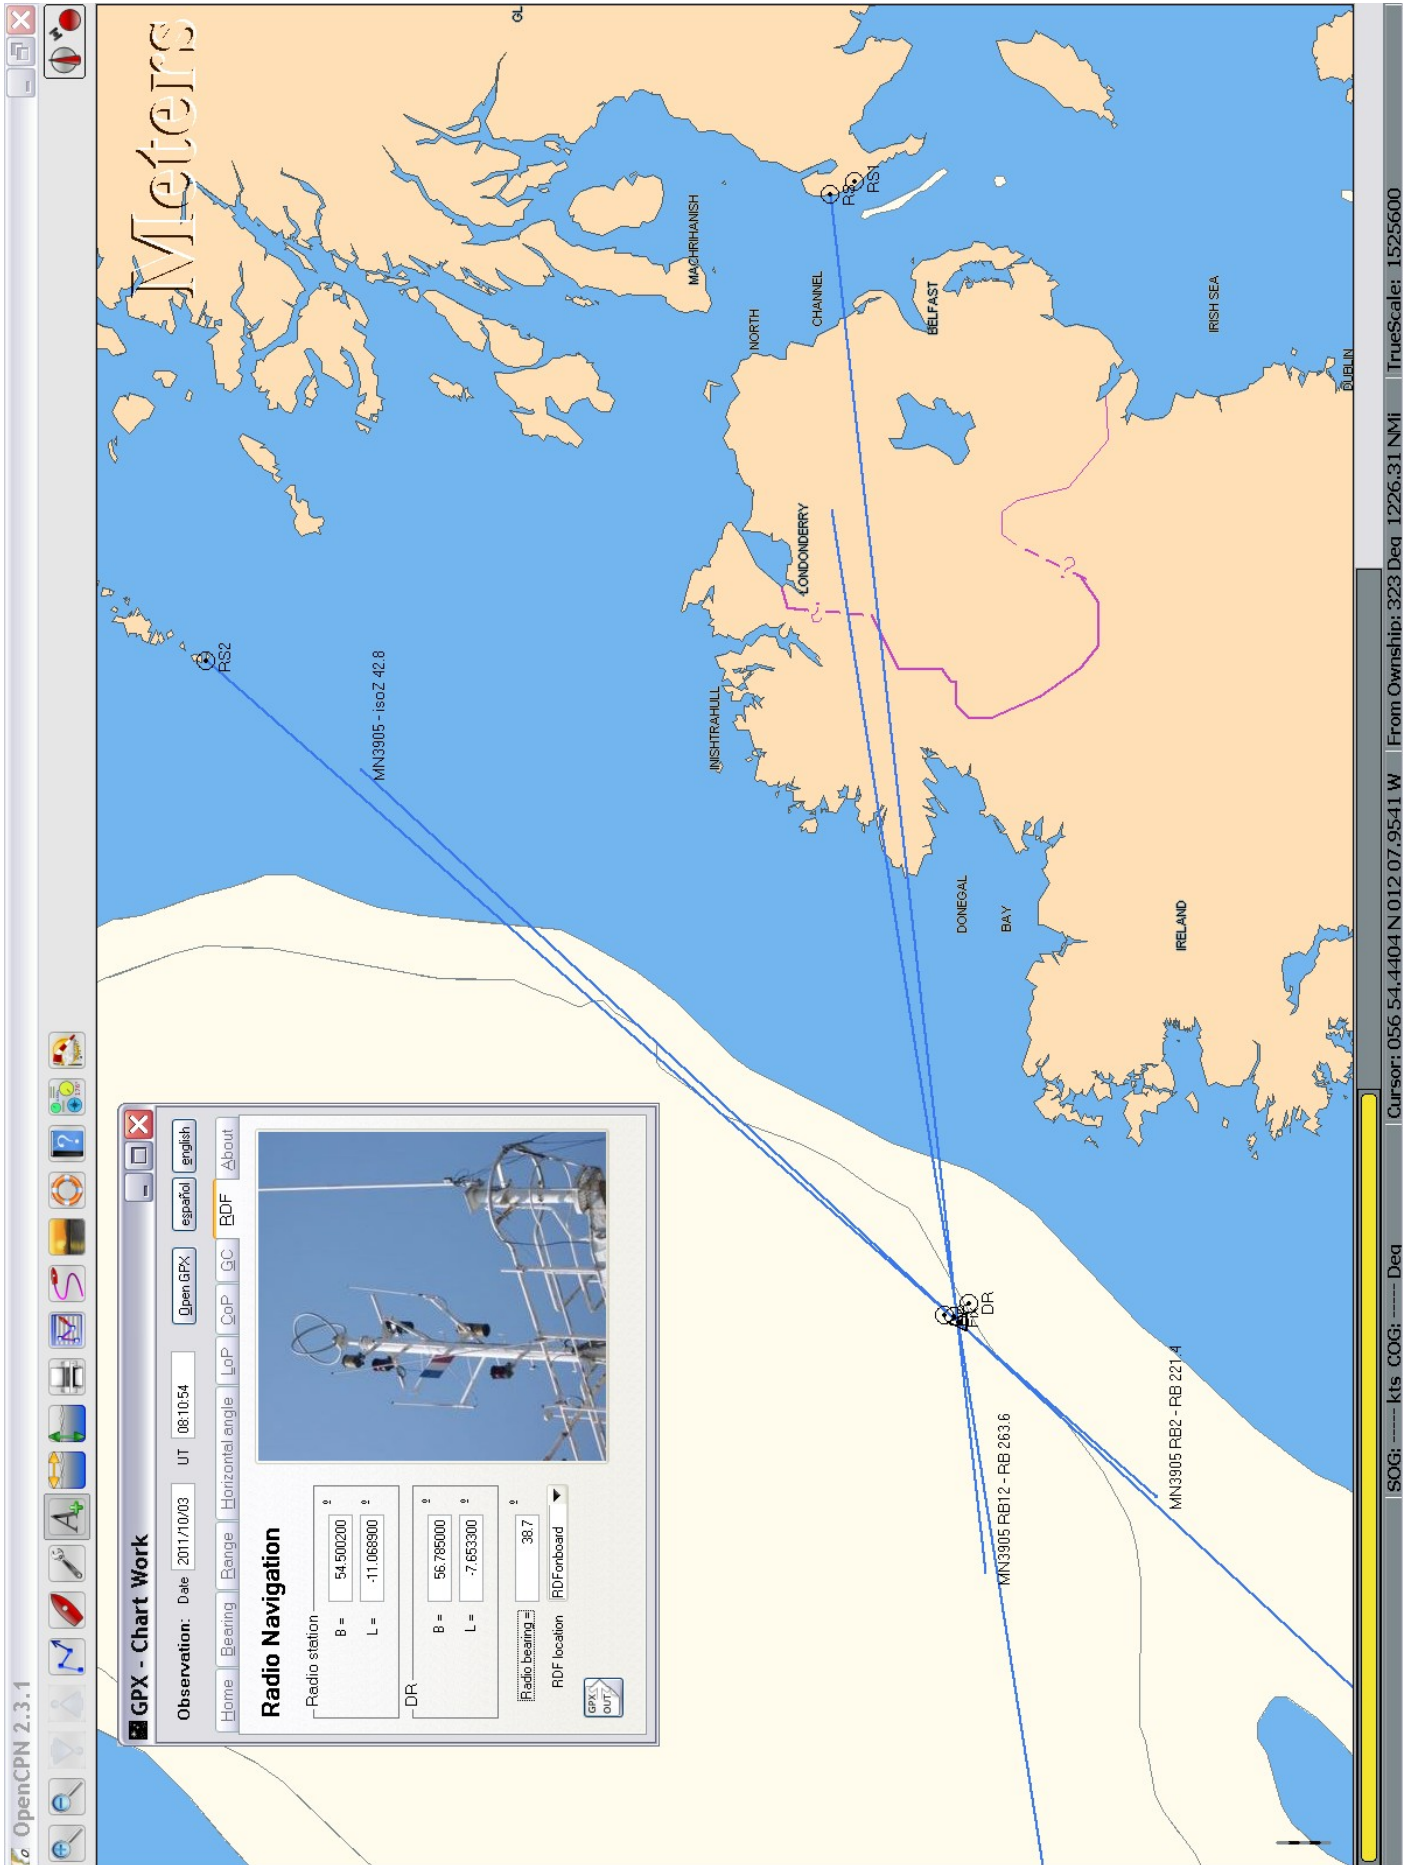 OpenCPN 2.3.1
Meters
GPX - Chart Work
Observation: Date 2011/10/03 UT 08:10:54 Open GPX español english
Home Bearing Range Horizontal angle LoP CoP GC RDF About
Radio Navigation
Radio station
B = 54.500200 º
L = -11.068900 º
DR
B = 56.785000 º
L = -7.653300 º
Radio bearing = 38.7 º
RDF location RDFonboard
GPX
OUT
GL
RS2
MN3905 - isoZ 42.8
MACHRIHANISH
NORTH
CHANNEL
RS1
LONDONDERRY
INISHTRAHULL
BELFAST
DONEGAL
BAY
DR
Fix
MN3905 RB12 - RB 263.6
MN3905 RB2 - RB 221.4
IRELAND
IRISH SEA
DUBLIN
?
?
SOG: ----- kts COG: ----- Deg Cursor: 056 54.4404 N 012 07.9541 W From Ownship: 323 Deg 1226.31 NMi TrueScale: 1525600